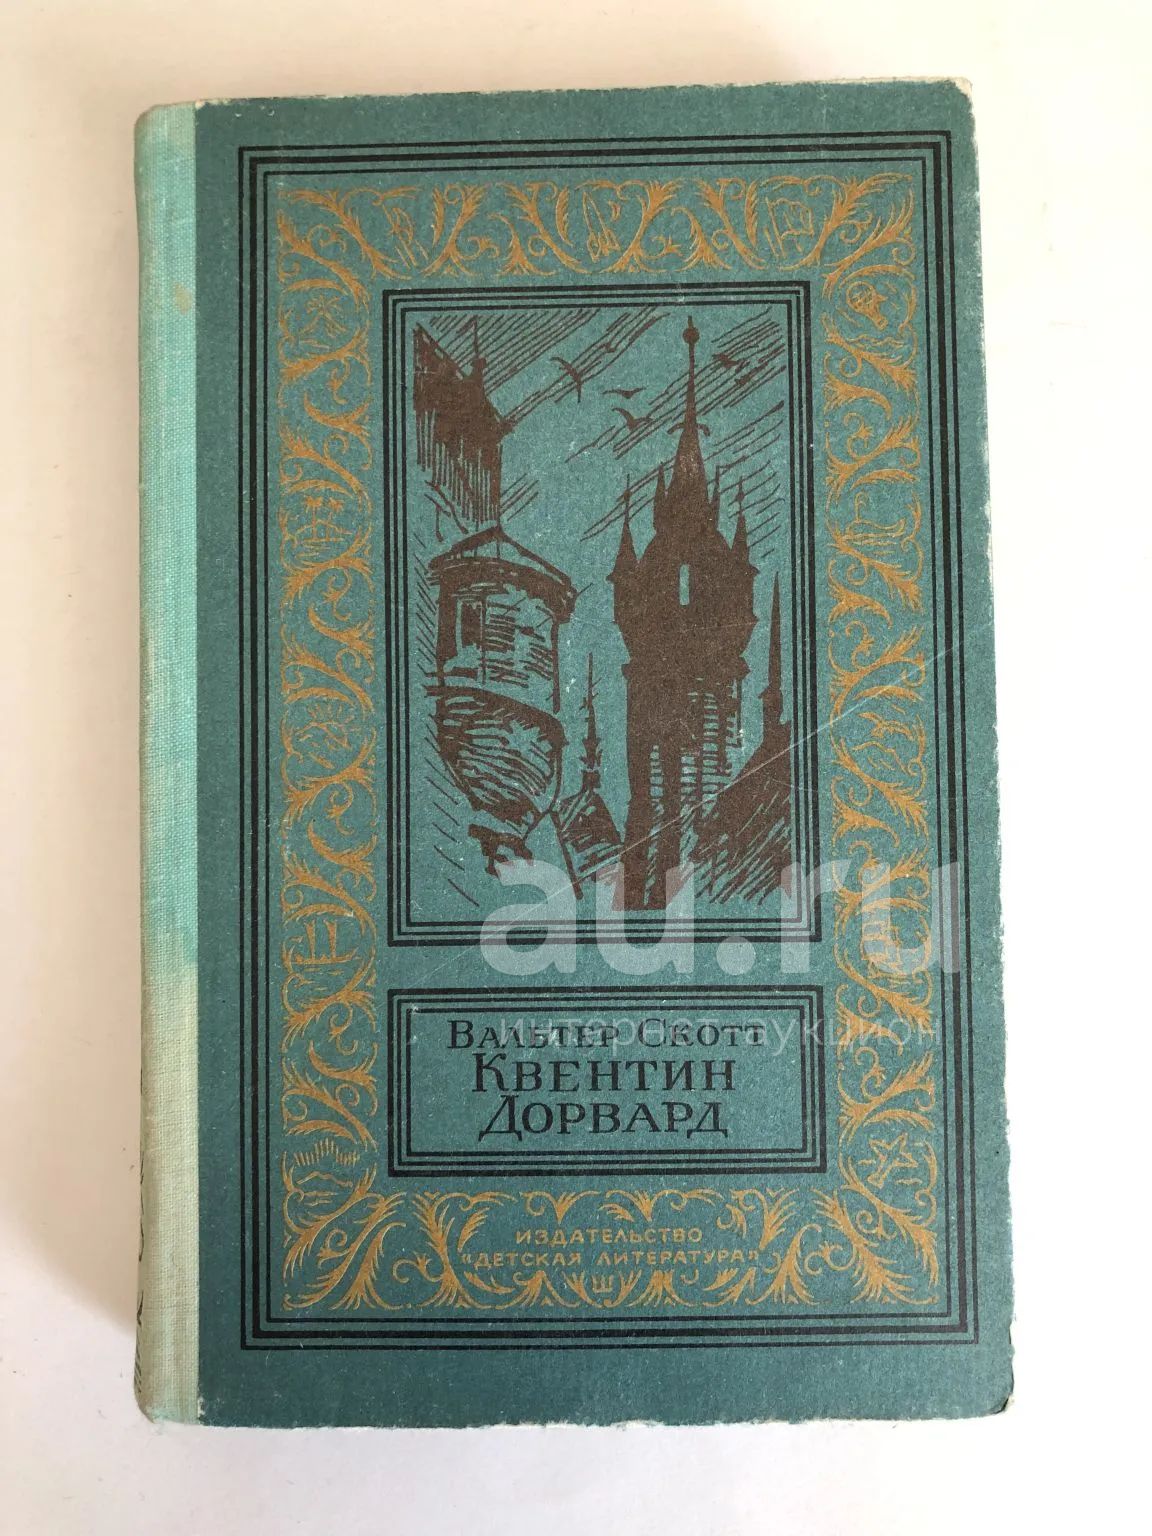 Вальтер Скотт
Квентин
Дорвард
ИЗДАТЕЛЬСТВО
«ДЕТСКАЯ ЛИТЕРАТУРА»
au.ru
Интернет аукцион